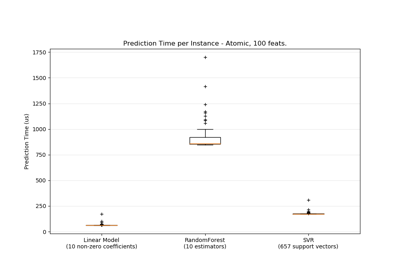 Prediction Time per Instance - Atomic, 100 feats.
Prediction Time (us)
1750
1500
1250
1000
750
500
250
0
Linear Model
(10 non-zero coefficients)
RandomForest
(10 estimators)
SVR
(657 support vectors)